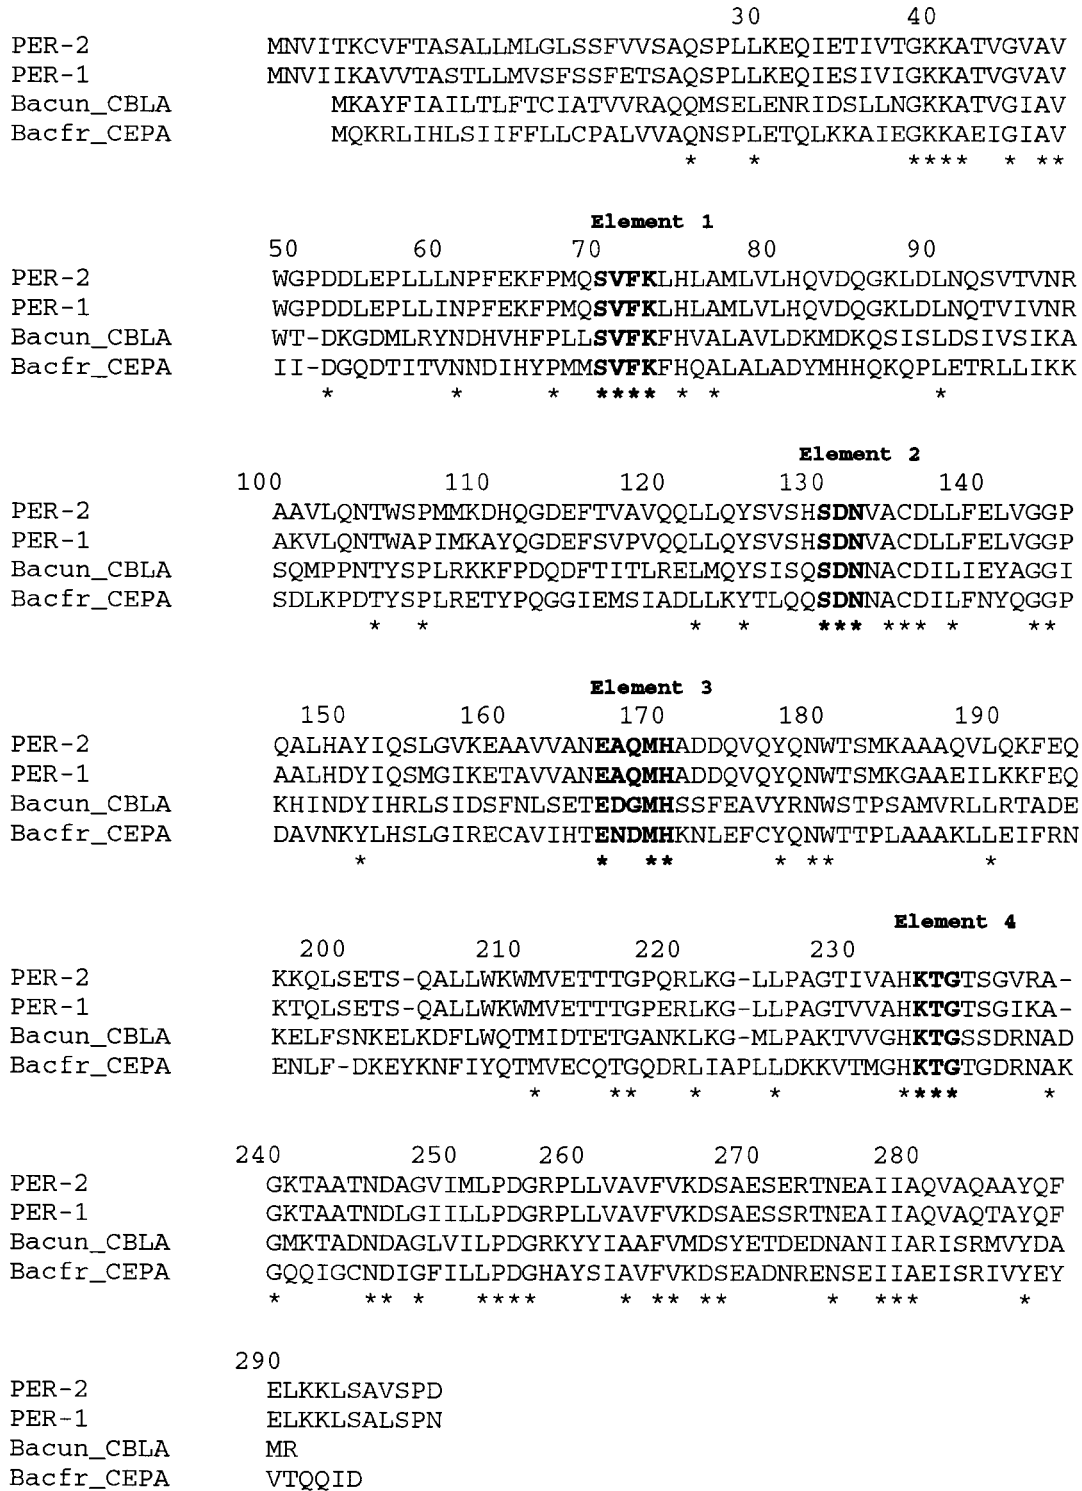 30 40
PER-2 MNVITKCVFTASALLMLGLSSFVVSAQSPLLKEQIETIVTGKKATVGVAV
PER-1 MNVIIKAVVTASTLLMVSFSSFETSAQSPLLKEQIESIVIGKKATVGVAV
Bacun_CBLA MKAYFIAILTLFTCIATVVRAQQMSELENRIDSLLNGKKATVGIAV
Bacfr_CEPA MQKRLIHLSIIFFLLCPALVVAQNSPLETQLKKAIEGKKAEIGIAV
* * **** * **
Element 1
50 60 70 80 90
PER-2 WGPDDLEPLLLNPFEKFPMQSVFKLHLAMLVLHQVDQGKLDLNQSVTVNR
PER-1 WGPDDLEPLLINPFEKFPMQSVFKLHLAMLVLHQVDQGKLDLNQTVIVNR
Bacun_CBLA WT-DKGDMLRYNDHVHFPLLSVFKFHVALAVLDKMDKQSISLDSIVSIKA
Bacfr_CEPA II-DGQDTITVNNDIHYPMMSVFKFHQALALADYMHHQKQPLETRLLIKK
* * * **** * * *
Element 2
100 110 120 130 140
PER-2 AAVLQNTWSPMMKDHQGDEFTVAVQQLLQYSVSHSDNVACDLLFELVGGP
PER-1 AKVLQNTWAPIMKAYQGDEFSVPVQQLLQYSVSHSDNVACDLLFELVGGP
Bacun_CBLA SQMPPNTYSPLRKKFPDQDFTITLRELMQYSISQSDNNACDILIEYAGGI
Bacfr_CEPA SDLKPDTYSPLRETYPQGGIEMSIADLLKYTLQQSDNNACDILFNYQGGP
* * * * *** *** * **
Element 3
150 160 170 180 190
PER-2 QALHAYIQSLGVKEAAVVANEAQMHADDQVQYQNWTSMKAAAQVLQKFEQ
PER-1 AALHDYIQSMGIKETAVVANEAQMHADDQVQYQNWTSMKGAAEILKKFEQ
Bacun_CBLA KHINDYIHRLSIDSFNLSETEDGMHSSFEAVYRNWSTPSAMVRLLRTADE
Bacfr_CEPA DAVNKYLHSLGIRECAVIHTENDMHKNLEFCYQNWTTPLAAAKLLEIFRN
* * ** * ** *
Element 4
200 210 220 230
PER-2 KKQLSETS-QALLWKWMVETTTGPQRLKG-LLPAGTIVAHKTGTSGVRA-
PER-1 KTQLSETS-QALLWKWMVETTTGPERLKG-LLPAGTVVAHKTGTSGIKA-
Bacun_CBLA KELFSNKELKDFLWQTMIDTETGANKLKG-MLPAKTVVGHKTGSSDRNAD
Bacfr_CEPA ENLF-DKEYKNFIYQTMVECQTGQDRLIAPLLDKKVTMGHKTGTGDRNAK
* ** * * **** *
240 250 260 270 280
PER-2 GKTAATNDAGVIMLPDGRPLLVAVFVKDSAESERTNEAIIAQVAQAAYQF
PER-1 GKTAATNDLGIILLPDGRPLLVAVFVKDSAESSRTNEAIIAQVAQTAYQF
Bacun_CBLA GMKTADNDAGLVILPDGRKYYIAAFVMDSYETDEDNANIIARISRMVYDA
Bacfr_CEPA GQQIGCNDIGFILLPDGHAYSIAVFVKDSEADNRENSEIIAEISRIVYEY
* ** * **** * ** ** * *** *
290
PER-2 ELKKLSAVSPD
PER-1 ELKKLSALSPN
Bacun_CBLA MR
Bacfr_CEPA VTQQID